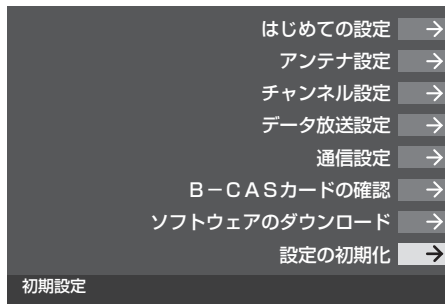 はじめての設定 →
アンテナ設定 →
チャンネル設定 →
データ放送設定 →
通信設定 →
B－CASカードの確認 →
ソフトウェアのダウンロード →
設定の初期化 →
初期設定